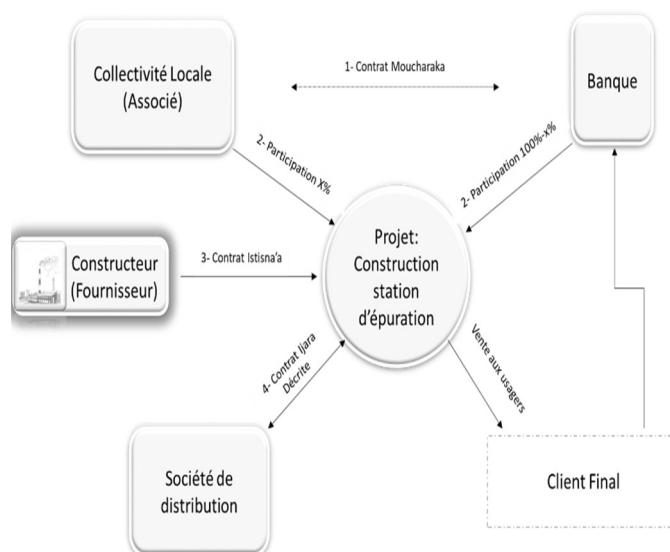 Collectivité Locale
(Associé)
1- Contrat Moucharaka
Banque
2- Participation X%
2- Participation 100%-x%
Constructeur
(Fournisseur)
3- Contrat Istisna'a
Projet:
Construction
station
d'épuration
4- Contrat Ijara
Décrite
Vente aux usagers
Société de
distribution
Client Final